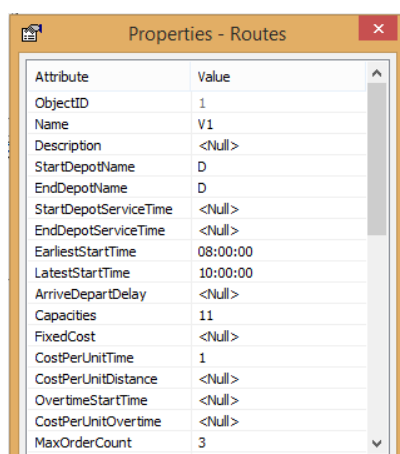 Properties - Routes
Attribute Value
ObjectID 1
Name V1
Description <Null>
StartDepotName D
EndDepotName D
StartDepotServiceTime <Null>
EndDepotServiceTime <Null>
EarliestStartTime 08:00:00
LatestStartTime 10:00:00
ArriveDepartDelay <Null>
Capacities 11
FixedCost <Null>
CostPerUnitTime 1
CostPerUnitDistance <Null>
OvertimeStartTime <Null>
CostPerUnitOvertime <Null>
MaxOrderCount 3